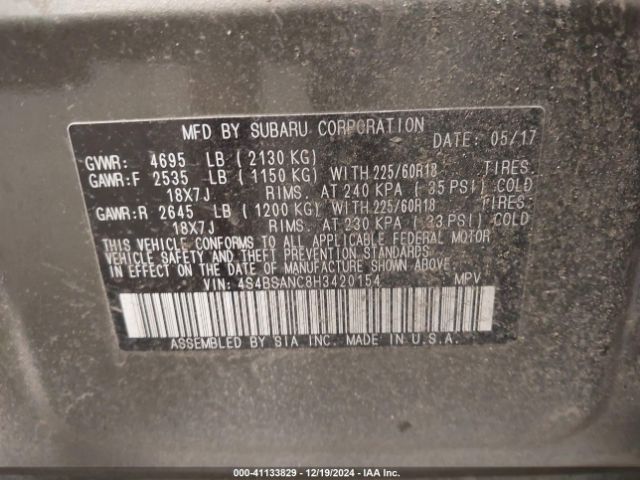 MFD BY SUBARU CORPORATION
DATE: 05/17
GVWR: 4695 LB ( 2130 KG)
GAWR:F 2535 LB ( 1150 KG) WITH 225/60R18 TIRES.
18X7J RIMS. AT 240 KPA ( 35 PSI) COLD
GAWR:R 2645 LB ( 1200 KG) WITH 225/60R18 TIRES.
18X7J RIMS. AT 230 KPA ( 33 PSI) COLD
THIS VEHICLE CONFORMS TO ALL APPLICABLE FEDERAL MOTOR
VEHICLE SAFETY AND THEFT PREVENTION STANDARDS
IN EFFECT ON THE DATE OF MANUFACTURE SHOWN ABOVE.
VIN: 4S4BSANC8H3420154 MPV
ASSEMBLED BY SIA INC. MADE IN U.S.A.
000-41133829 - 12/19/2024 - IAA Inc.